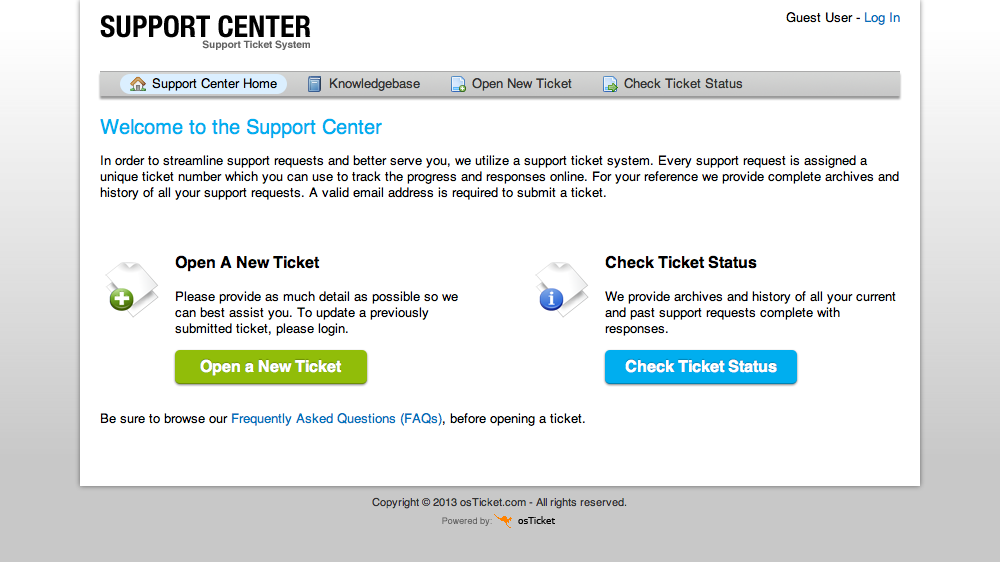 SUPPORT CENTER
Support Ticket System
Guest User - Log In
Support Center Home
Knowledgebase
Open New Ticket
Check Ticket Status
Welcome to the Support Center
In order to streamline support requests and better serve you, we utilize a support ticket system. Every support request is assigned a
unique ticket number which you can use to track the progress and responses online. For your reference we provide complete archives and
history of all your support requests. A valid email address is required to submit a ticket.
Open A New Ticket
Please provide as much detail as possible so we
can best assist you. To update a previously
submitted ticket, please login.
Open a New Ticket
Check Ticket Status
We provide archives and history of all your current
and past support requests complete with
responses.
Check Ticket Status
Be sure to browse our Frequently Asked Questions (FAQs), before opening a ticket.
Copyright © 2013 osTicket.com - All rights reserved.
Powered by: osTicket